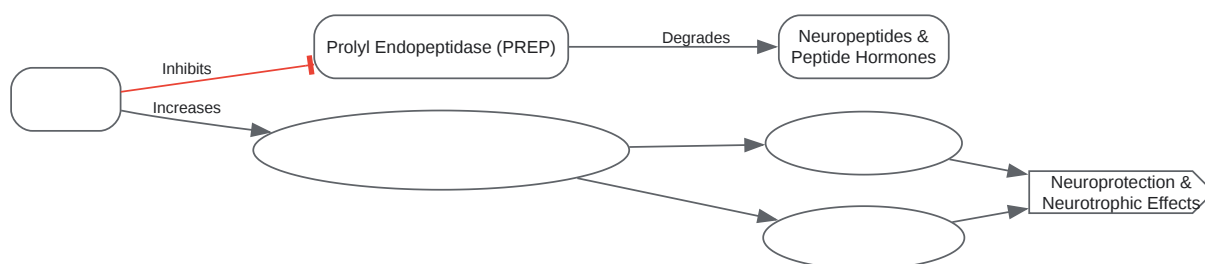 Prolyl Endopeptidase (PREP)
Degrades
Neuropeptides &
Peptide Hormones
Inhibits
Increases
Neuroprotection &
Neurotrophic Effects